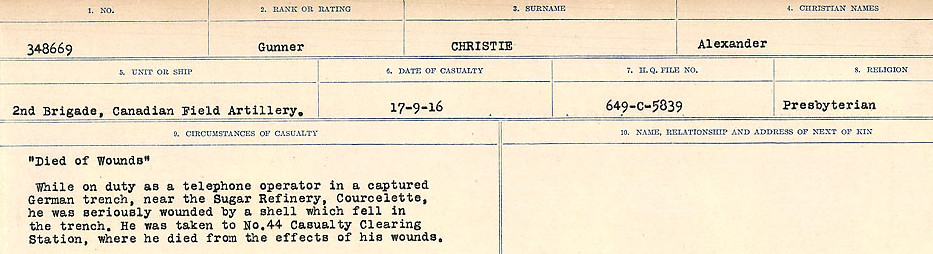 1. NO.
2. RANK OR RATING
3. SURNAME
4. CHRISTIAN NAMES
348669
Gunner
CHRISTIE
Alexander
5. UNIT OR SHIP
6. DATE OF CASUALTY
7. H.Q. FILE NO.
8. RELIGION
2nd Brigade, Canadian Field Artillery.
17-9-16
649-C-5839
Presbyterian
9. CIRCUMSTANCES OF CASUALTY
10. NAME, RELATIONSHIP AND ADDRESS OF NEXT OF KIN
"Died of Wounds"
While on duty as a telephone operator in a captured
German trench, near the Sugar Refinery, Courcelette,
he was seriously wounded by a shell which fell in
the trench. He was taken to No.44 Casualty Clearing
Station, where he died from the effects of his wounds.